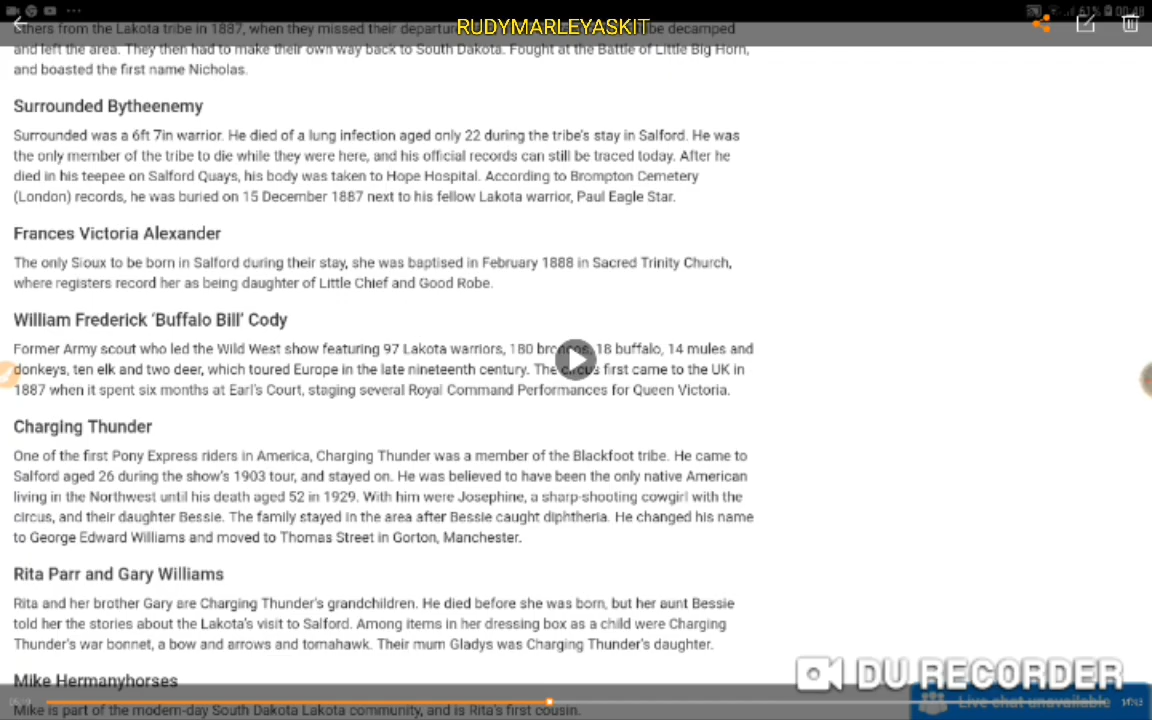 61% 00:48
RUDYMARLEYASKIT
Others from the Lakota tribe in 1887, when they missed their be decamped
and left the area. They then had to make their own way back to South Dakota. Fought at the Battle of Little Big Horn,
and boasted the first name Nicholas.
Surrounded Bytheenemy
Surrounded was a 6ft 7in warrior. He died of a lung infection aged only 22 during the tribe's stay in Salford. He was
the only member of the tribe to die while they were here, and his official records can still be traced today. After he
died in his teepee on Salford Quays, his body was taken to Hope Hospital. According to Brompton Cemetery
(London) records, he was buried on 15 December 1887 next to his fellow Lakota warrior, Paul Eagle Star.
Frances Victoria Alexander
The only Sioux to be born in Salford during their stay, she was baptised in February 1888 in Sacred Trinity Church,
where registers record her as being daughter of Little Chief and Good Robe.
William Frederick 'Buffalo Bill' Cody
Former Army scout who led the Wild West show featuring 97 Lakota warriors, 180 broncos, 18 buffalo, 14 mules and
donkeys, ten elk and two deer, which toured Europe in the late nineteenth century. The circus first came to the UK in
1887 when it spent six months at Earl's Court, staging several Royal Command Performances for Queen Victoria.
Charging Thunder
One of the first Pony Express riders in America, Charging Thunder was a member of the Blackfoot tribe. He came to
Salford aged 26 during the show's 1903 tour, and stayed on. He was believed to have been the only native American
living in the Northwest until his death aged 52 in 1929. With him were Josephine, a sharp-shooting cowgirl with the
circus, and their daughter Bessie. The family stayed in the area after Bessie caught diphtheria. He changed his name
to George Edward Williams and moved to Thomas Street in Gorton, Manchester.
Rita Parr and Gary Williams
Rita and her brother Gary are Charging Thunder's grandchildren. He died before she was born, but her aunt Bessie
told her the stories about the Lakota's visit to Salford. Among items in her dressing box as a child were Charging
Thunder's war bonnet, a bow and arrows and tomahawk. Their mum Gladys was Charging Thunder's daughter.
Mike Hermanyhorses
Mike is part of the modern-day South Dakota Lakota community, and is Rita's first cousin.
DU RECORDER
Live chat unavailable